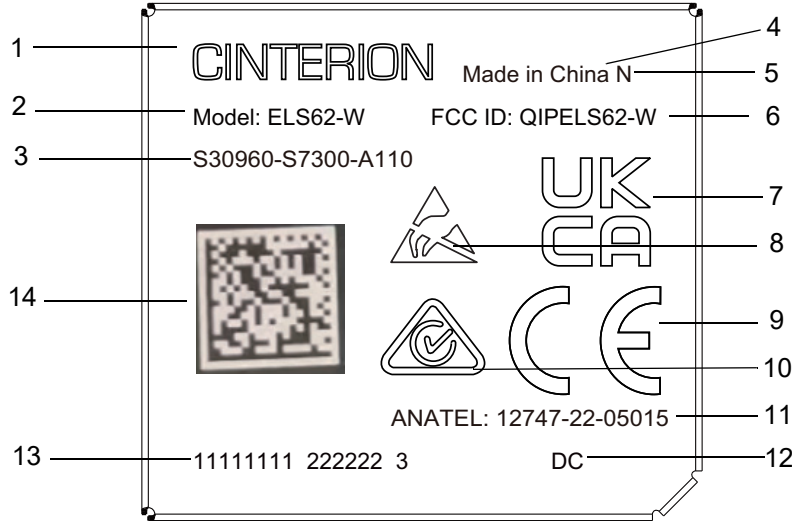 4
1 CINTERION
Made in China N 5
2 Model: ELS62-W FCC ID: QIPELS62-W 6
3 S30960-S7300-A110
UK 7
CA
8
14
CE 9
10
ANATEL: 12747-22-05015 11
13 11111111 222222 3 DC 12